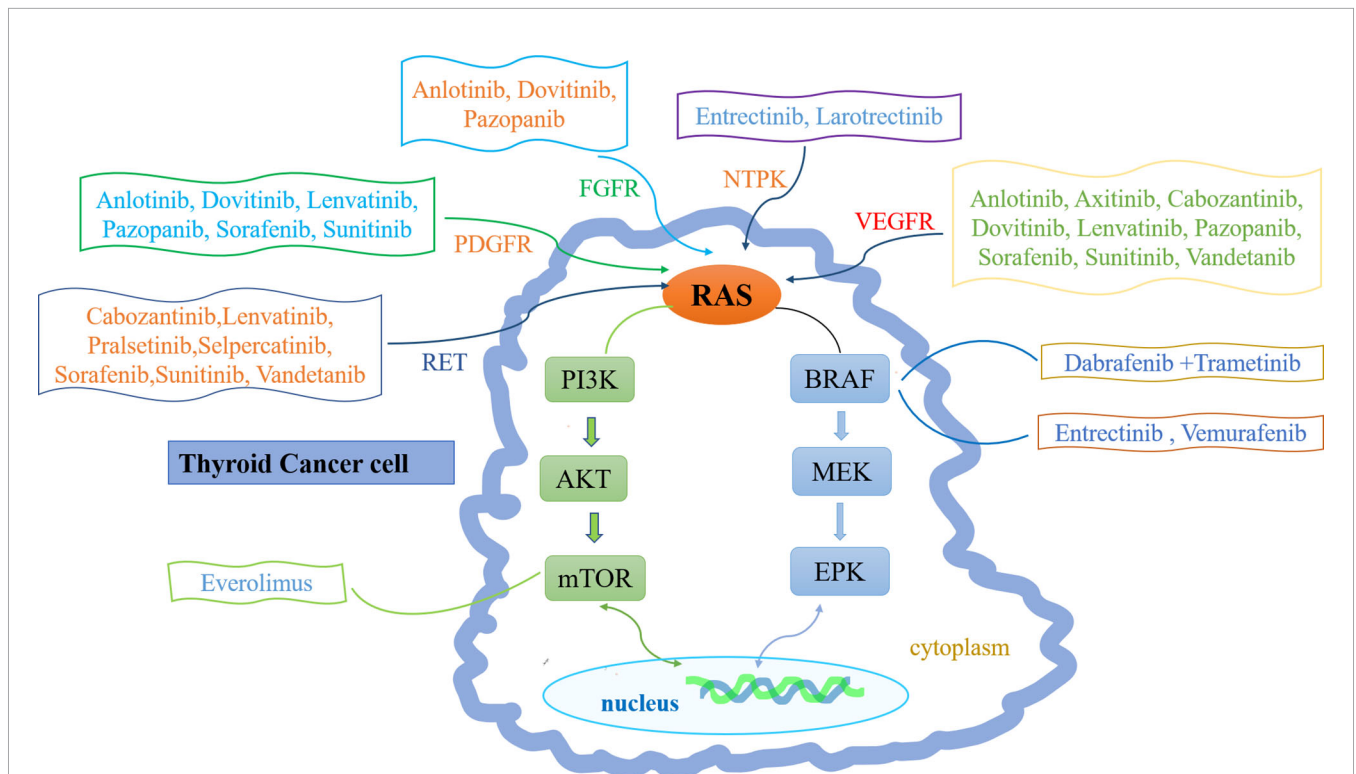 Anlotinib, Dovitinib,
Pazopanib
Entrectinib, Larotrectinib
FGFR
NTPK
Anlotinib, Dovitinib, Lenvatinib,
Pazopanib, Sorafenib, Sunitinib
PDGFR
VEGFR
Anlotinib, Axitinib, Cabozantinib,
Dovitinib, Lenvatinib, Pazopanib,
Sorafenib, Sunitinib, Vandetanib
Cabozantinib,Lenvatinib,
Pralsetinib,Selpercatinib,
Sorafenib,Sunitinib, Vandetanib
RET
RAS
PI3K
BRAF
Dabrafenib +Trametinib
Entrectinib , Vemurafenib
Thyroid Cancer cell
AKT
MEK
Everolimus
mTOR
EPK
cytoplasm
nucleus